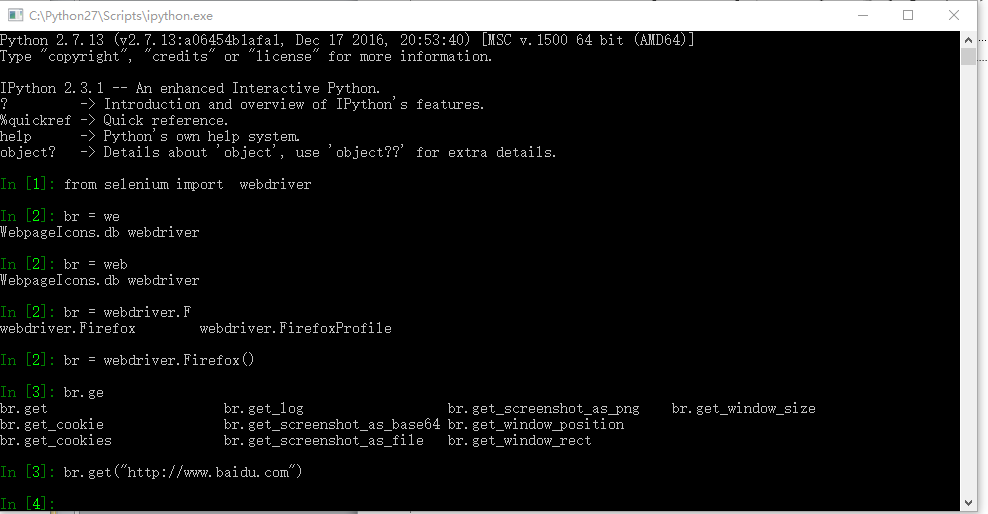 C:\Python27\Scripts\ipython.exe
Python 2.7.13 (v2.7.13:a06454b1afa1, Dec 17 2016, 20:53:40) [MSC v.1500 64 bit (AMD64)]
Type "copyright", "credits" or "license" for more information.
IPython 2.3.1 -- An enhanced Interactive Python.
?         -> Introduction and overview of IPython's features.
%quickref -> Quick reference.
help      -> Python's own help system.
object?   -> Details about 'object', use 'object??' for extra details.
In [1]: from selenium import  webdriver
In [2]: br = we
WebpageIcons.db webdriver
In [2]: br = web
WebpageIcons.db webdriver
In [2]: br = webdriver.F
webdriver.Firefox        webdriver.FirefoxProfile
In [2]: br = webdriver.Firefox()
In [3]: br.ge
br.get                      br.get_log                  br.get_screenshot_as_png    br.get_window_size
br.get_cookie               br.get_screenshot_as_base64 br.get_window_position
br.get_cookies              br.get_screenshot_as_file   br.get_window_rect
In [3]: br.get("http://www.baidu.com")
In [4]: